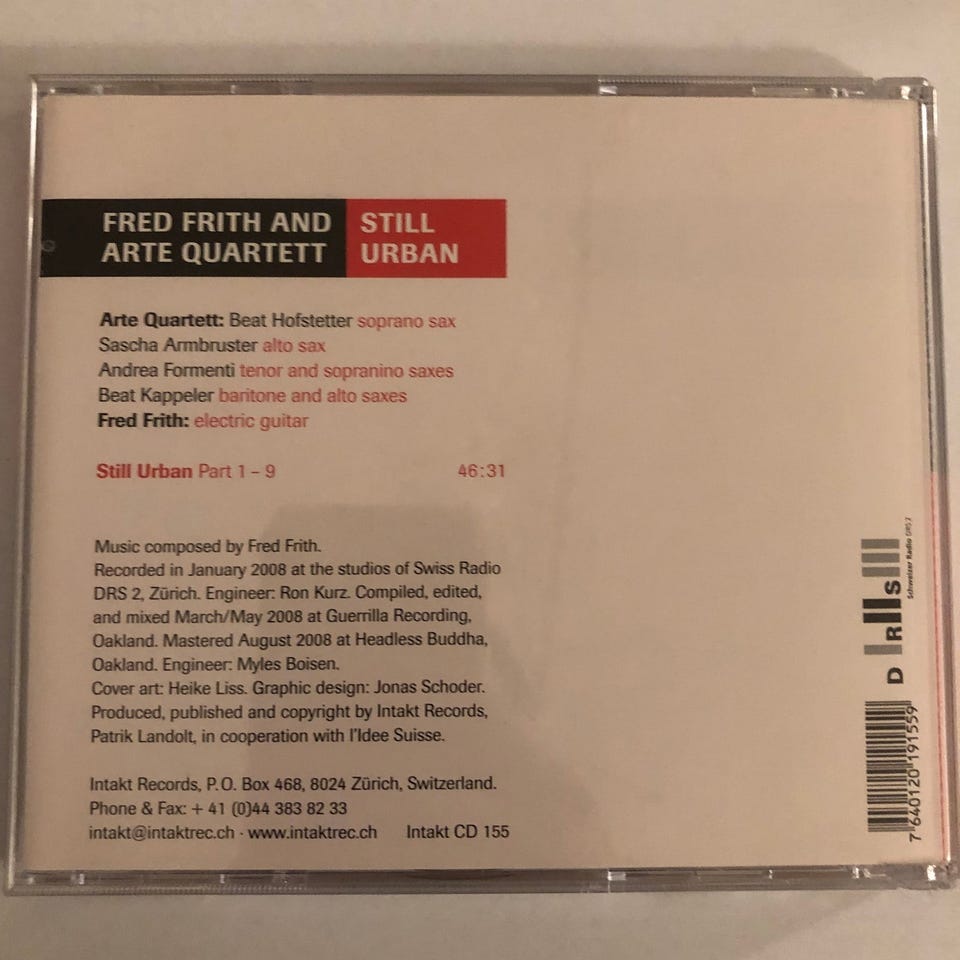 FRED FRITH AND
ARTE QUARTETT
STILL
URBAN
Arte Quartett: Beat Hofstetter soprano sax
Sascha Armbruster alto sax
Andrea Formenti tenor and sopranino saxes
Beat Kappeler baritone and alto saxes
Fred Frith: electric guitar
Still Urban Part 1 – 9 46:31
Music composed by Fred Frith.
Recorded in January 2008 at the studios of Swiss Radio
DRS 2, Zürich. Engineer: Ron Kurz. Compiled, edited,
and mixed March/May 2008 at Guerrilla Recording,
Oakland. Mastered August 2008 at Headless Buddha,
Oakland. Engineer: Myles Boisen.
Cover art: Heike Liss. Graphic design: Jonas Schoder.
Produced, published and copyright by Intakt Records,
Patrik Landolt, in cooperation with l'Idee Suisse.
Intakt Records, P. O. Box 468, 8024 Zürich, Switzerland.
Phone & Fax: + 41 (0)44 383 82 33
intakt@intaktrec.ch · www.intaktrec.ch Intakt CD 155
D R S
Schweizer Radio DRS 2
7 640120 191559